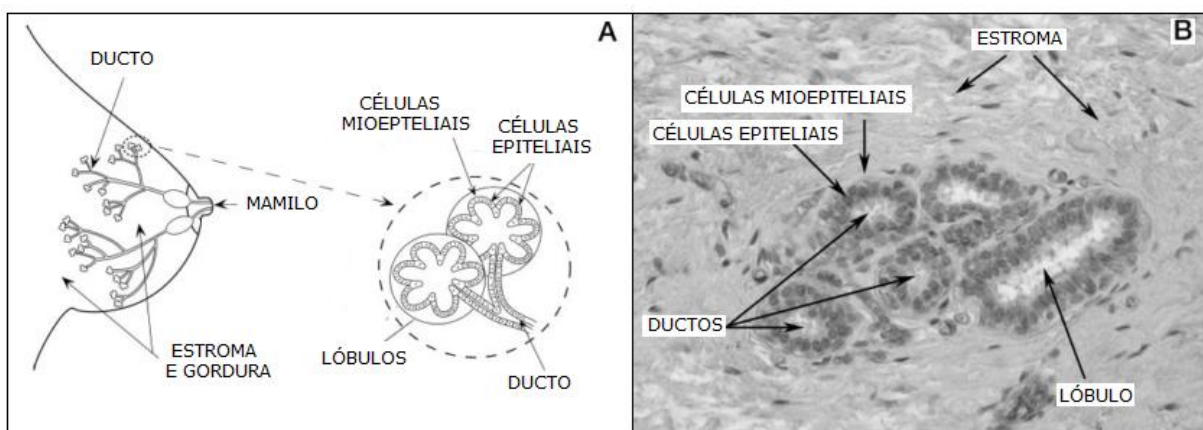 A
DUCTO
CÉLULAS
MIOEPTELIAIS
CÉLULAS
EPITELIAIS
MAMILO
ESTROMA
E GORDURA
LÓBULOS
DUCTO
B
ESTROMA
CÉLULAS MIOEPITELIAIS
CÉLULAS EPITELIAIS
DUCTOS
LÓBULO